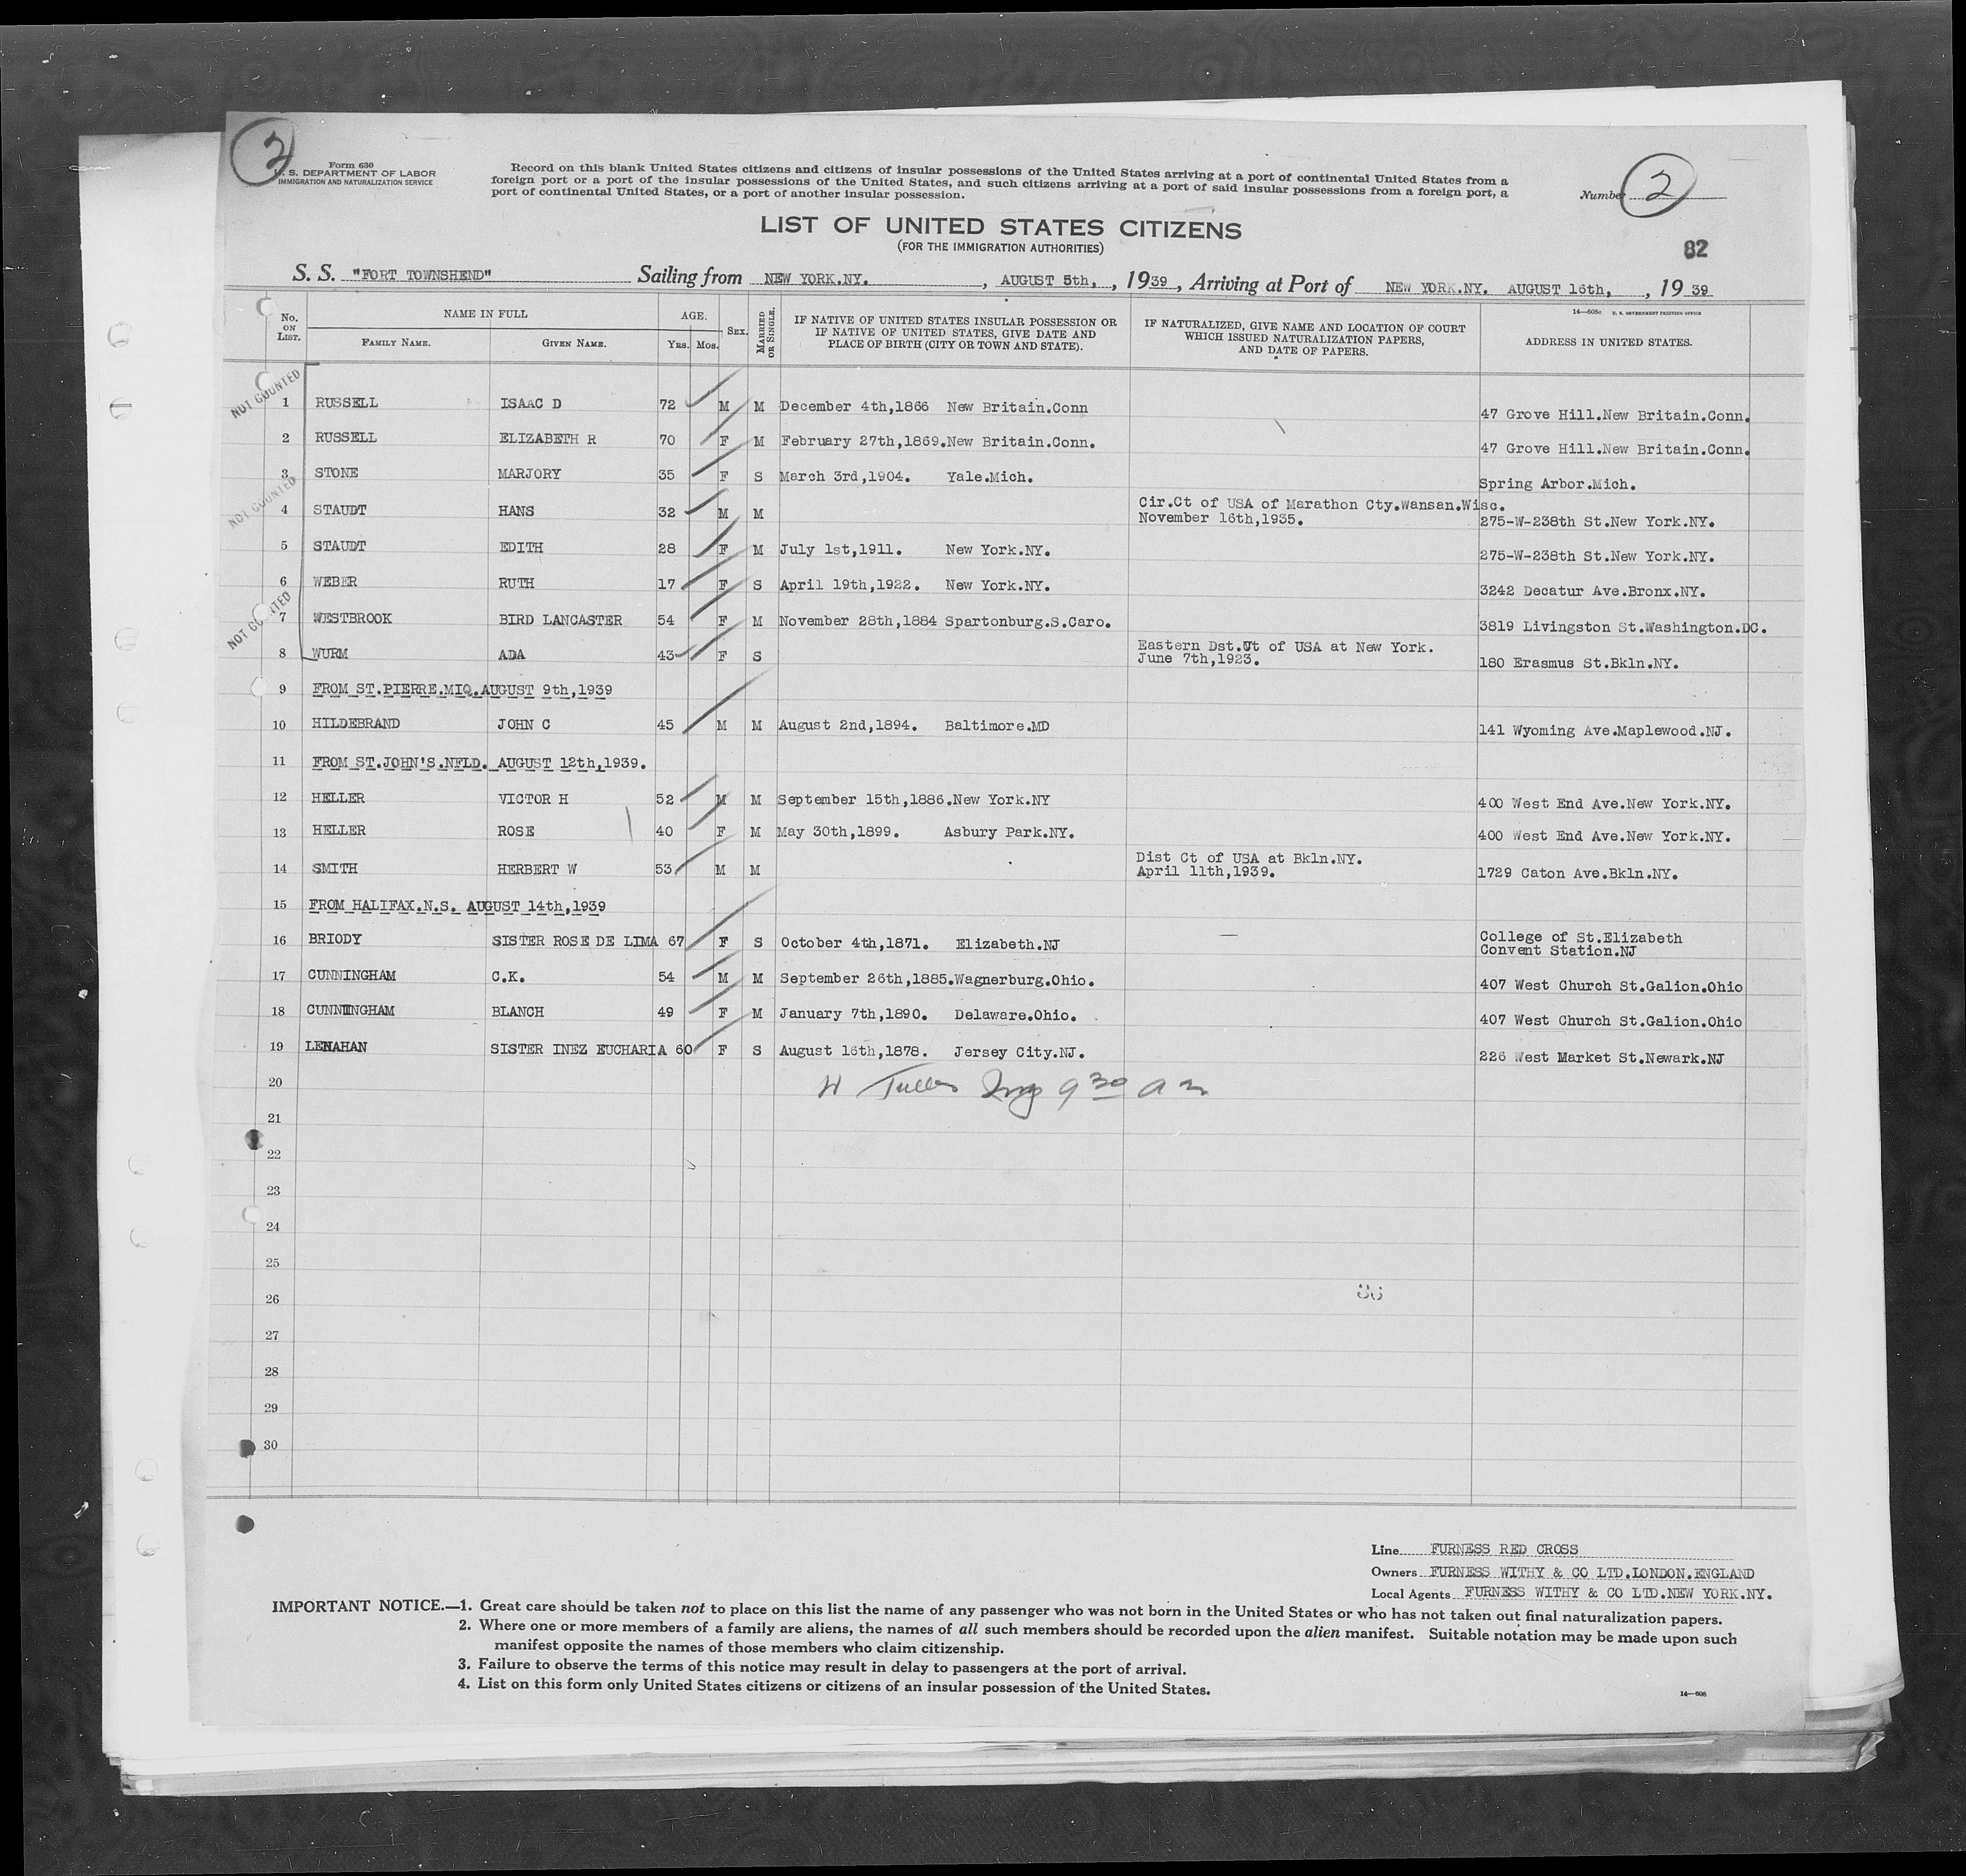 2
Form 630
U. S. DEPARTMENT OF LABOR
IMMIGRATION AND NATURALIZATION SERVICE
Record on this blank United States citizens and citizens of insular possessions of the United States arriving at a port of continental United States from a
foreign port or a port of the insular possessions of the United States, and such citizens arriving at a port of said insular possessions from a foreign port, a
port of continental United States, or a port of another insular possession.
Number 2
LIST OF UNITED STATES CITIZENS
(FOR THE IMMIGRATION AUTHORITIES)
82
S. S. "FORT TOWNSHEND" Sailing from NEW YORK.NY. , AUGUST 5th, , 1939 , Arriving at Port of NEW YORK.NY. AUGUST 16th, , 19 39
14—608c U. S. GOVERNMENT PRINTING OFFICE
No. ON LIST. NAME IN FULL FAMILY NAME. GIVEN NAME. AGE. Yrs. Mos. SEX. MARRIED OR SINGLE. IF NATIVE OF UNITED STATES INSULAR POSSESSION OR IF NATIVE OF UNITED STATES, GIVE DATE AND PLACE OF BIRTH (CITY OR TOWN AND STATE). IF NATURALIZED, GIVE NAME AND LOCATION OF COURT WHICH ISSUED NATURALIZATION PAPERS, AND DATE OF PAPERS. ADDRESS IN UNITED STATES.
NOT COUNTED
1 RUSSELL ISAAC D 72 M M December 4th,1866 New Britain.Conn 47 Grove Hill.New Britain.Conn.
2 RUSSELL ELIZABETH R 70 F M February 27th,1869.New Britain.Conn. 47 Grove Hill.New Britain.Conn.
3 STONE MARJORY 35 F S March 3rd,1904. Yale.Mich. Spring Arbor.Mich.
NOT COUNTED
4 STAUDT HANS 32 M M Cir.Ct of USA of Marathon Cty.Wansan.Wisc. November 16th,1935. 275-W-238th St.New York.NY.
5 STAUDT EDITH 28 F M July 1st,1911. New York.NY. 275-W-238th St.New York.NY.
6 WEBER RUTH 17 F S April 19th,1922. New York.NY. 3242 Decatur Ave.Bronx.NY.
NOT COUNTED
7 WESTBROOK BIRD LANCASTER 54 F M November 28th,1884 Spartonburg.S.Caro. 3819 Livingston St.Washington.DC.
8 WURM ADA 43 F S Eastern Dst.Ct of USA at New York. June 7th,1923. 180 Erasmus St.Bkln.NY.
9 FROM ST.PIERRE.MIQ.AUGUST 9th,1939
10 HILDEBRAND JOHN C 45 M M August 2nd,1894. Baltimore.MD 141 Wyoming Ave.Maplewood.NJ.
11 FROM ST.JOHN'S.NFLD. AUGUST 12th,1939.
12 HELLER VICTOR H 52 M M September 15th,1886.New York.NY 400 West End Ave.New York.NY.
13 HELLER ROSE 40 F M May 30th,1899. Asbury Park.NY. 400 West End Ave.New York.NY.
14 SMITH HERBERT W 53 M M Dist Ct of USA at Bkln.NY. April 11th,1939. 1729 Caton Ave.Bkln.NY.
15 FROM HALIFAX.N.S. AUGUST 14th,1939
16 BRIODY SISTER ROSE DE LIMA 67 F S October 4th,1871. Elizabeth.NJ College of St.Elizabeth Convent Station.NJ
17 CUNNINGHAM C.K. 54 M M September 26th,1885.Wagnerburg.Ohio. 407 West Church St.Galion.Ohio
18 CUNNINGHAM BLANCH 49 F M January 7th,1890. Delaware.Ohio. 407 West Church St.Galion.Ohio
19 LENAHAN SISTER INEZ EUCHARIA 60 F S August 16th,1878. Jersey City.NJ. 226 West Market St.Newark.NJ
20 9 30 a m
21
22
23
24
25
26
27
28
29
30
Line FURNESS RED CROSS
Owners FURNESS WITHY & CO LTD.LONDON.ENGLAND
Local Agents FURNESS WITHY & CO LTD.NEW YORK.NY.
IMPORTANT NOTICE.—1. Great care should be taken not to place on this list the name of any passenger who was not born in the United States or who has not taken out final naturalization papers.
2. Where one or more members of a family are aliens, the names of all such members should be recorded upon the alien manifest. Suitable notation may be made upon such
manifest opposite the names of those members who claim citizenship.
3. Failure to observe the terms of this notice may result in delay to passengers at the port of arrival.
4. List on this form only United States citizens or citizens of an insular possession of the United States.
14—608